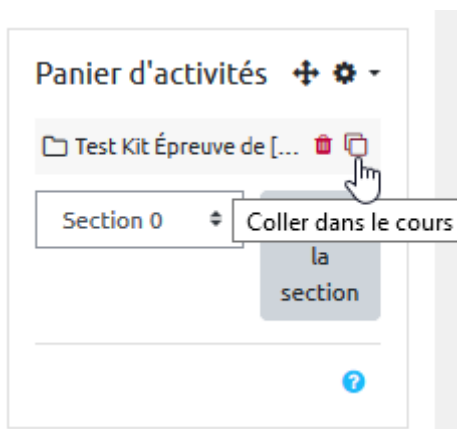 Panier d'activités
Test Kit Épreuve de [...
Section 0
Coller dans le cours
la
section
?